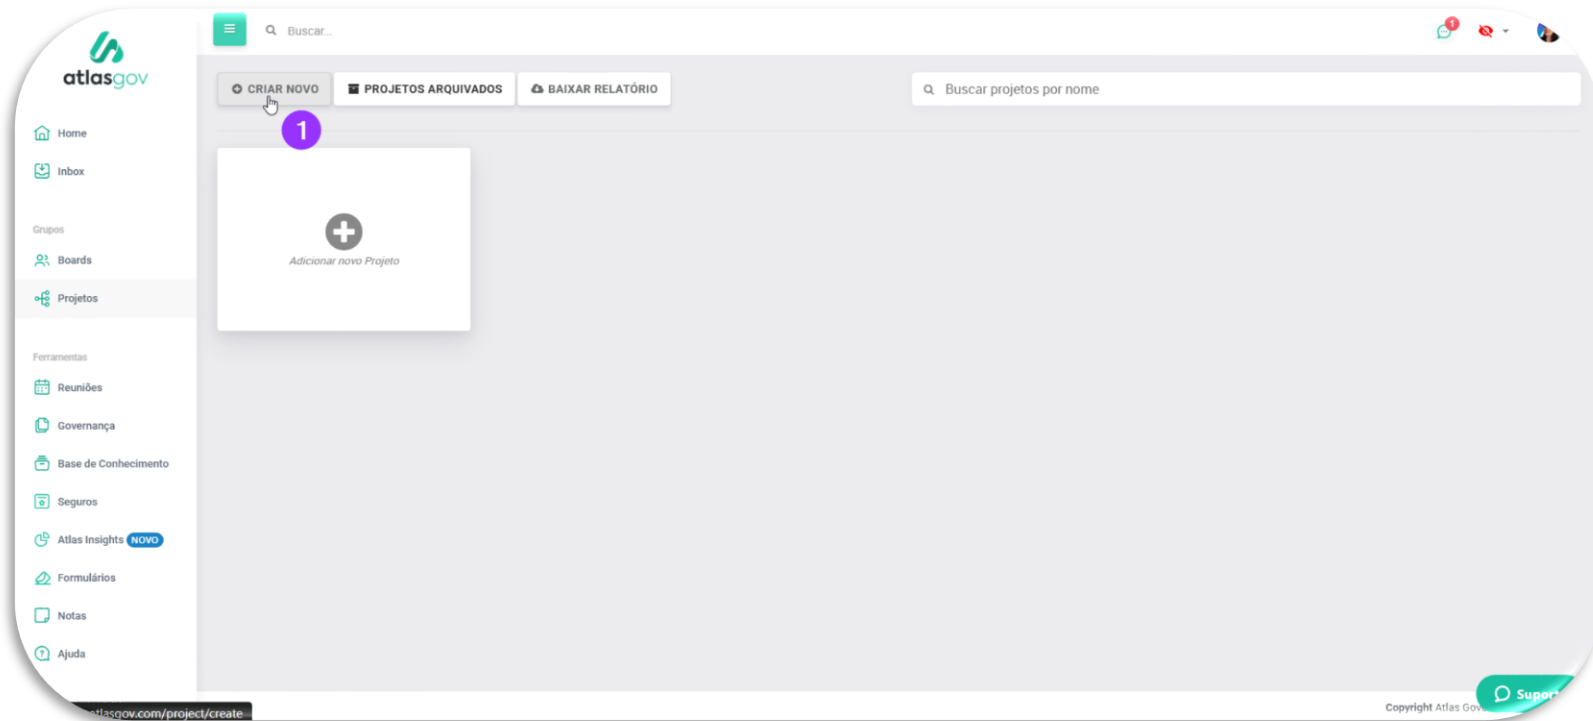 atlasgov
Buscar...
1
CRIAR NOVO
PROJETOS ARQUIVADOS
BAIXAR RELATÓRIO
Buscar projetos por nome
1
Home
Inbox
Grupos
Boards
Projetos
Adicionar novo Projeto
Ferramentas
Reuniões
Governança
Base de Conhecimento
Seguros
Atlas Insights NOVO
Formulários
Notas
Ajuda
Copyright Atlas Gov
atlasgov.com/project/create